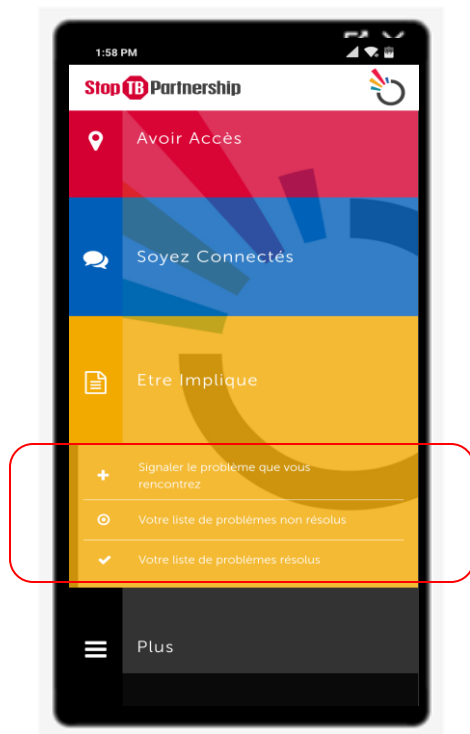 1:58 PM
Stop TB Partnership
Avoir Accès
Soyez Connectés
Etre Implique
Signaler le problème que vous
rencontrez
Votre liste de problèmes non résolus
Votre liste de problèmes résolus
Plus